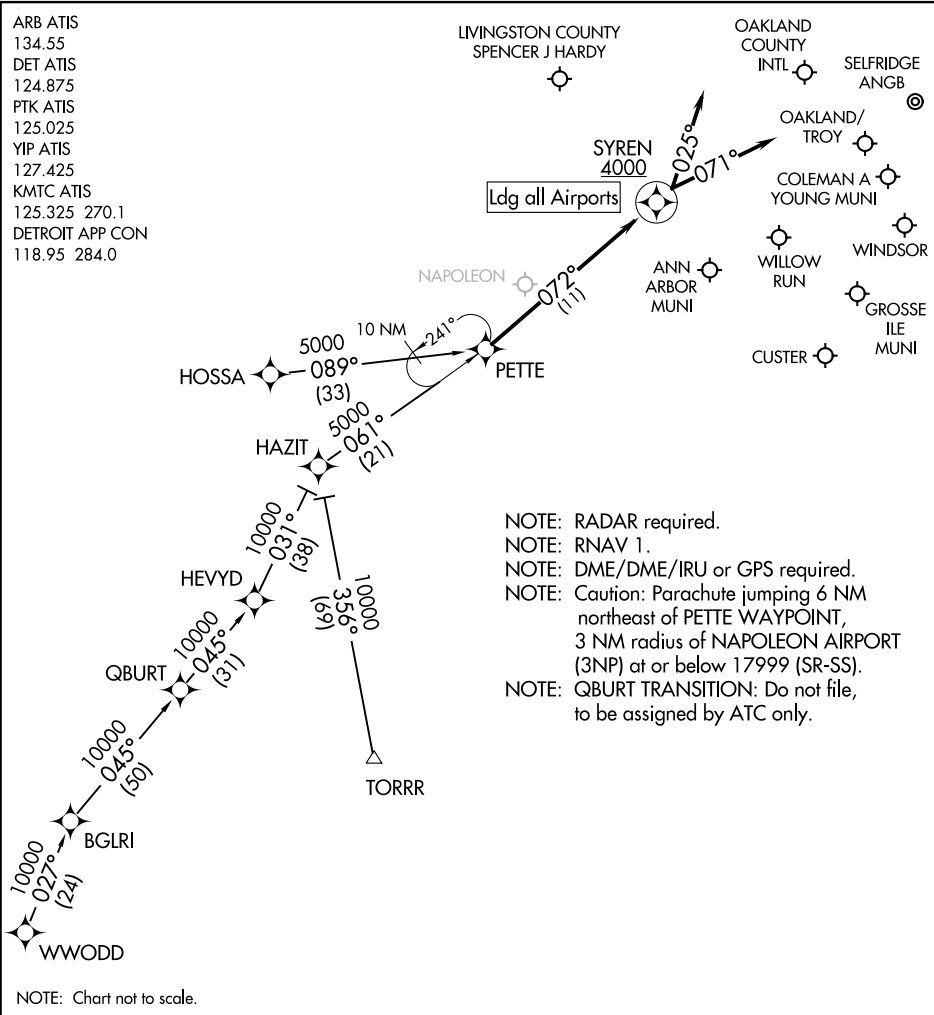 ARB ATIS
134.55
DET ATIS
124.875
PTK ATIS
125.025
YIP ATIS
127.425
KMTC ATIS
125.325 270.1
DETROIT APP CON
118.95 284.0
LIVINGSTON COUNTY
SPENCER J HARDY
OAKLAND
COUNTY
INTL
SELFRIDGE
ANGB
OAKLAND/
TROY
COLEMAN A
YOUNG MUNI
WINDSOR
WILLOW
RUN
ANN
ARBOR
MUNI
GROSSE
ILE
MUNI
CUSTER
SYREN
4000
Ldg all Airports
025°
071°
NAPOLEON
072°
(11)
10 NM
241°
PETTE
HOSSA
5000
089°
(33)
5000
061°
(21)
HAZIT
10000
031°
(38)
10000
356°
(69)
HEVYD
10000
045°
(31)
QBURT
10000
045°
(50)
TORRR
BGLRI
10000
027°
(24)
WWODD
NOTE: RADAR required.
NOTE: RNAV 1.
NOTE: DME/DME/IRU or GPS required.
NOTE: Caution: Parachute jumping 6 NM
northeast of PETTE WAYPOINT,
3 NM radius of NAPOLEON AIRPORT
(3NP) at or below 17999 (SR-SS).
NOTE: QBURT TRANSITION: Do not file,
to be assigned by ATC only.
NOTE: Chart not to scale.